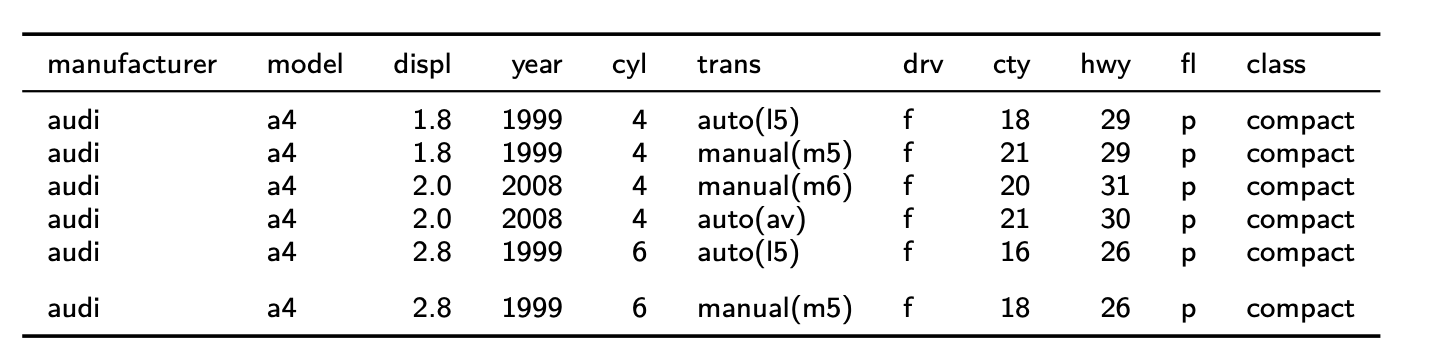 manufacturer model displ year cyl trans drv cty hwy fl class
audi a4 1.8 1999 4 auto(l5) f 18 29 p compact
audi a4 1.8 1999 4 manual(m5) f 21 29 p compact
audi a4 2.0 2008 4 manual(m6) f 20 31 p compact
audi a4 2.0 2008 4 auto(av) f 21 30 p compact
audi a4 2.8 1999 6 auto(l5) f 16 26 p compact
audi a4 2.8 1999 6 manual(m5) f 18 26 p compact